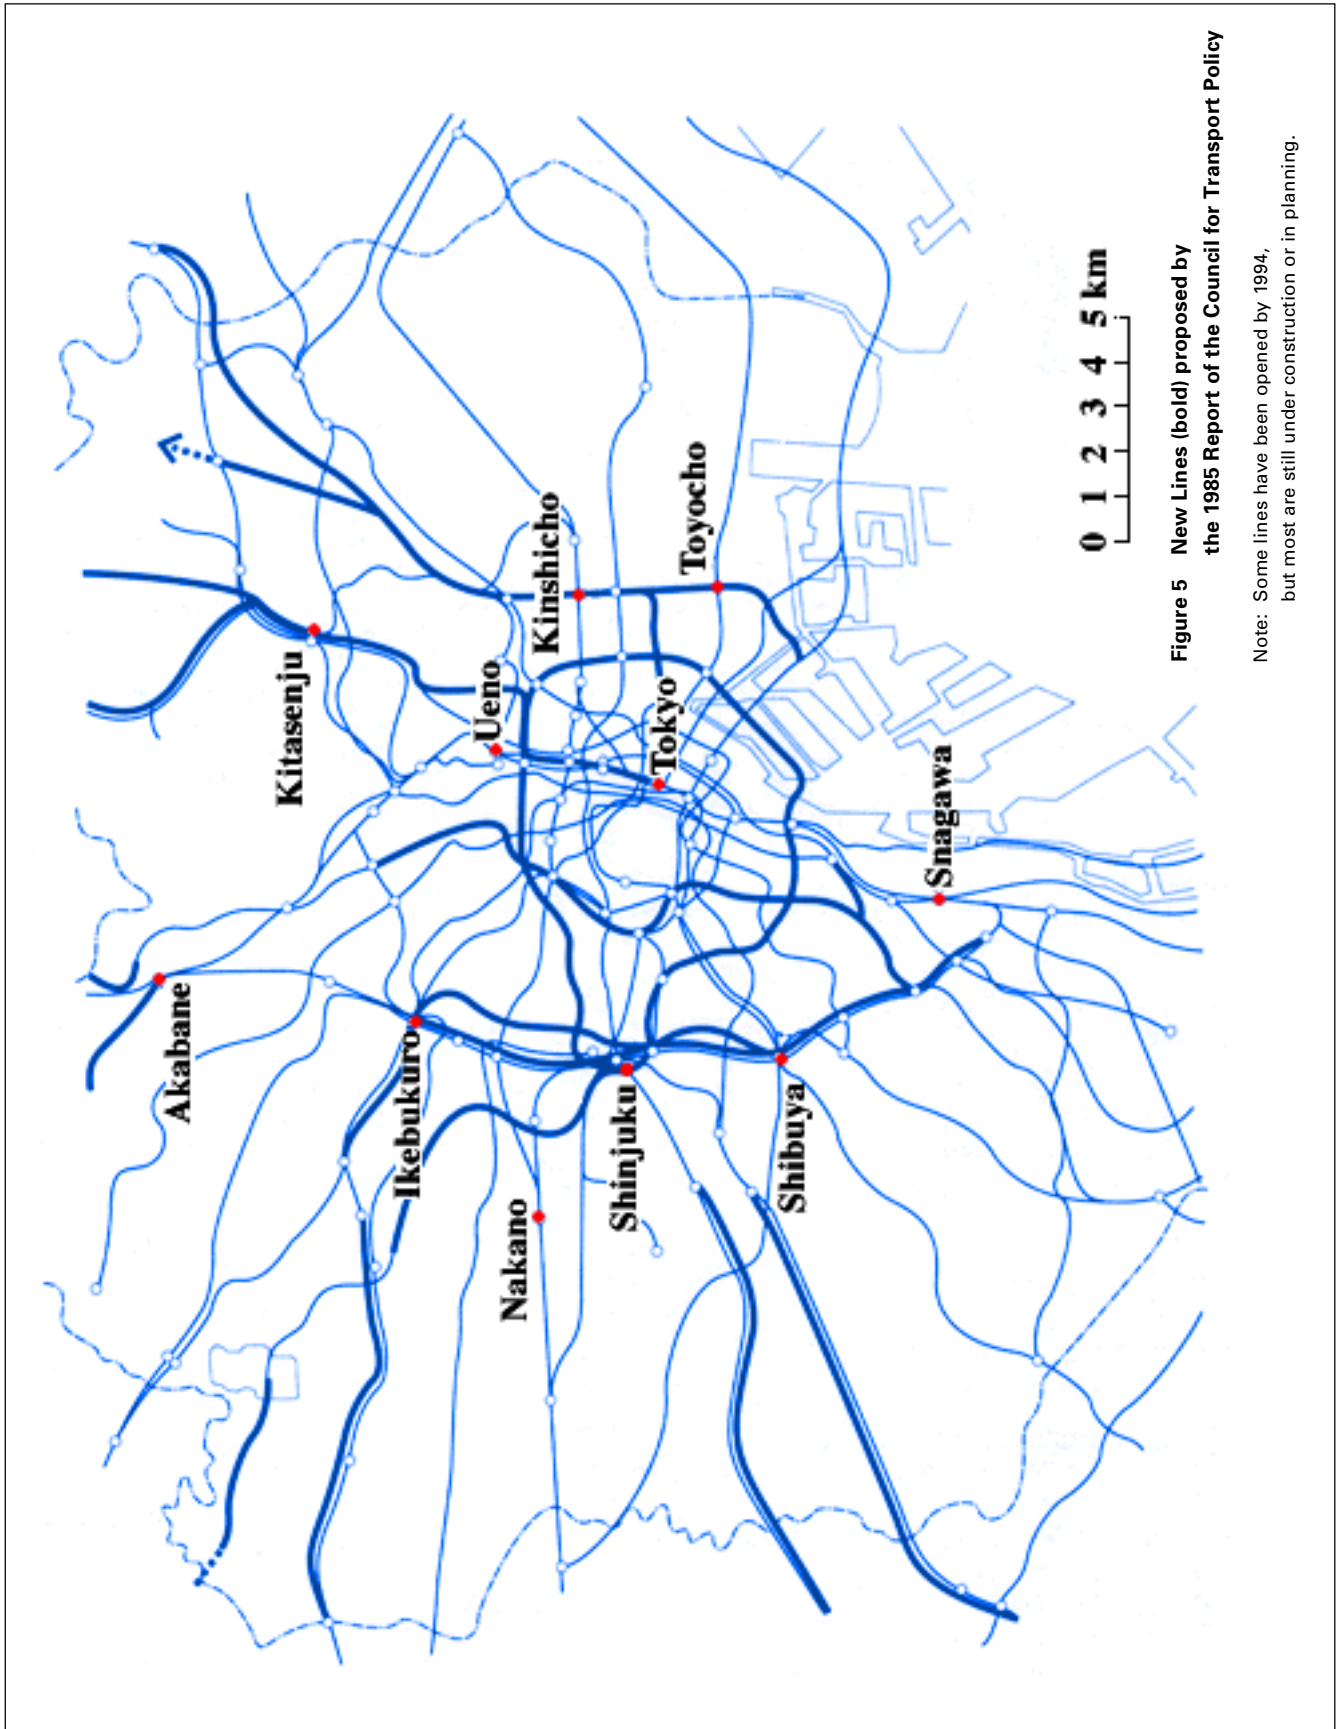 Akabane
Kitasenju
Ikebukuro
Ueno
Nakano
Kinshicho
Shinjuku
Tokyo
Toyocho
Shibuya
Snagawa
0 1 2 3 4 5 km
Figure 5 New Lines (bold) proposed by
the 1985 Report of the Council for Transport Policy
Note: Some lines have been opened by 1994,
but most are still under construction or in planning.